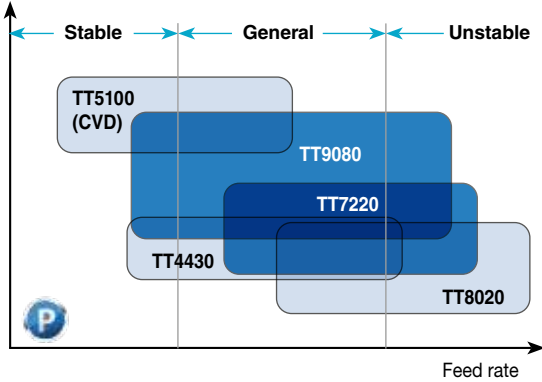 Stable General Unstable
TT5100
(CVD)
TT9080
TT7220
TT4430
TT8020
P
Feed rate